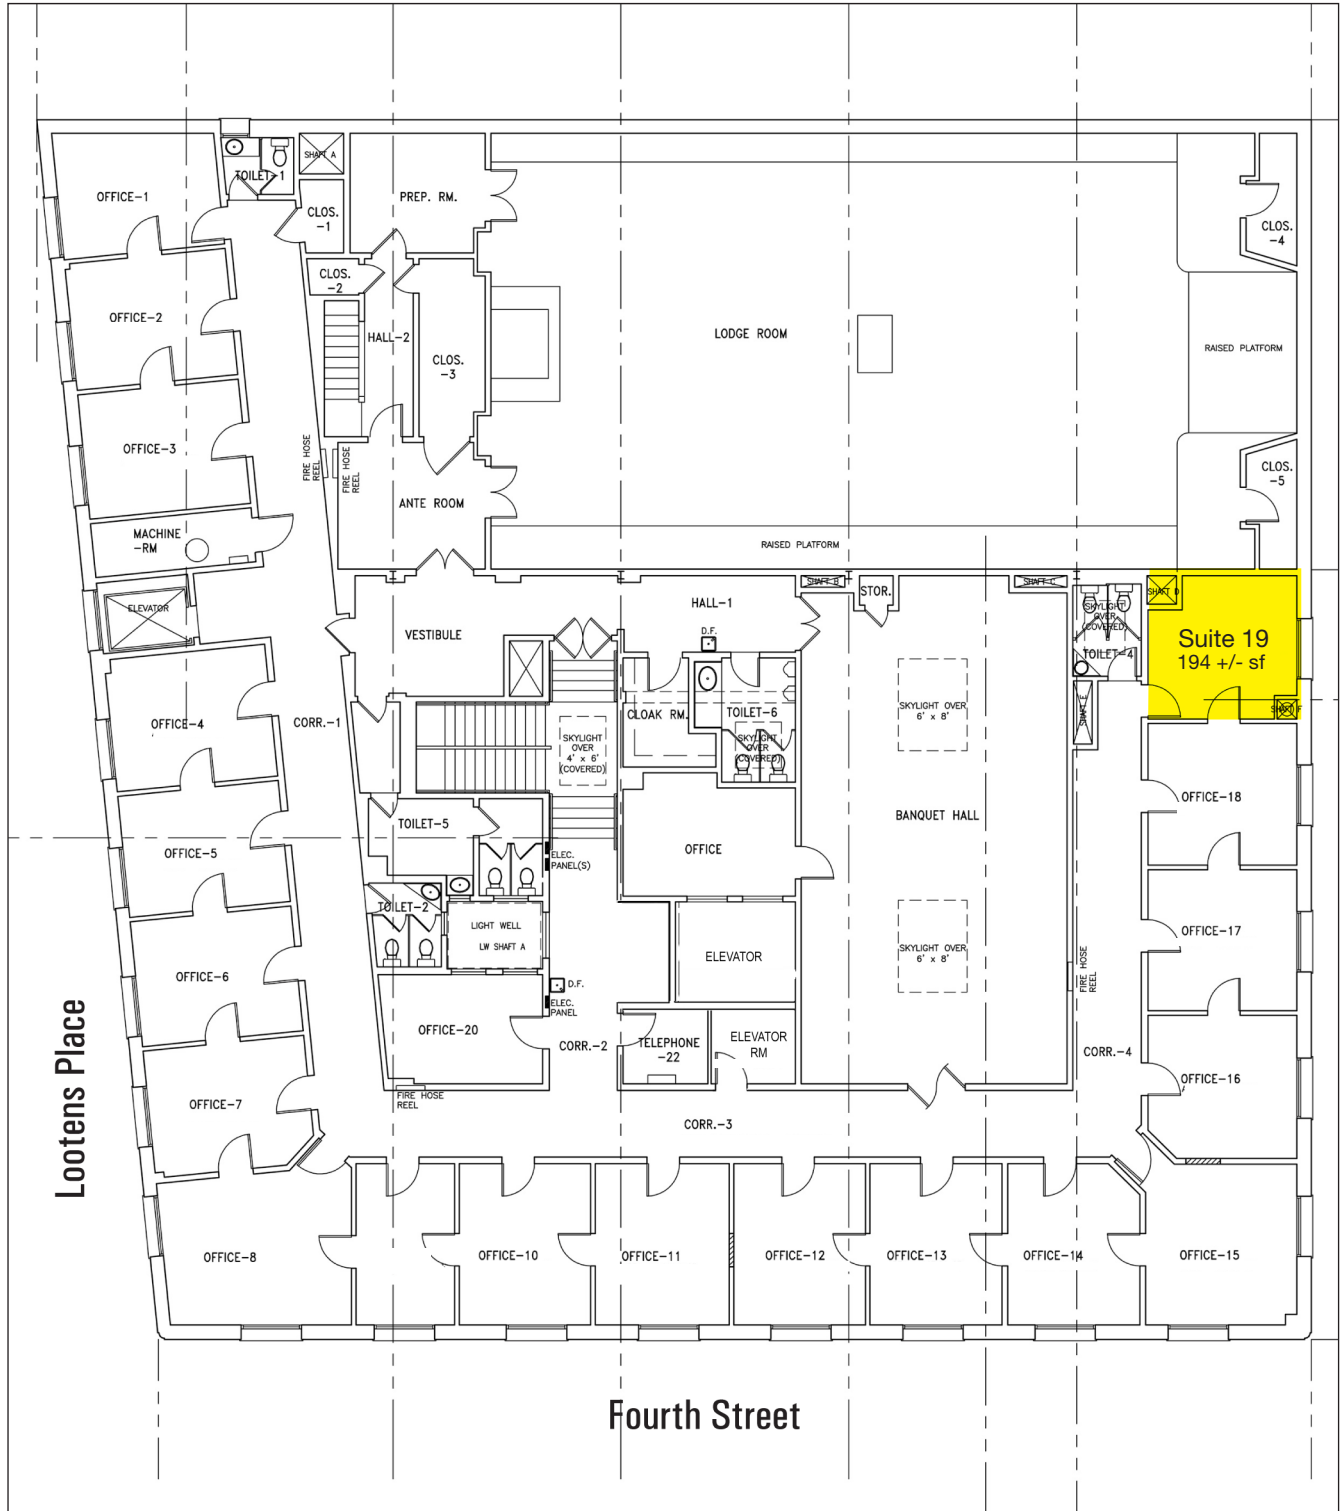 SHAFT A
TOILET-1
OFFICE-1
PREP. RM.
CLOS.
-1
CLOS.
-4
CLOS.
-2
OFFICE-2
HALL-2
LODGE ROOM
RAISED PLATFORM
CLOS.
-3
OFFICE-3
FIRE HOSE
REEL
FIRE HOSE
REEL
CLOS.
-5
ANTE ROOM
MACHINE
-RM
RAISED PLATFORM
ELEVATOR
VESTIBULE
HALL-1
D.F.
SHAFT B
STOR.
SHAFT C
SKYLIGHT
OVER
(COVERED)
TOILET-4
SHAFT D
Suite 19
194 +/- sf
SHAFT F
SHAFT E
OFFICE-4
CORR.-1
CLOAK RM.
TOILET-6
SKYLIGHT
OVER
4' x 6'
(COVERED)
SKYLIGHT
OVER
(COVERED)
SKYLIGHT OVER
6' x 8'
OFFICE-18
TOILET-5
BANQUET HALL
OFFICE-5
ELEC.
PANEL(S)
OFFICE
TOILET-2
LIGHT WELL
LW SHAFT A
OFFICE-17
SKYLIGHT OVER
6' x 8'
ELEVATOR
OFFICE-6
FIRE HOSE
REEL
D.F.
ELEC.
PANEL
OFFICE-20
CORR.-2
TELEPHONE
-22
ELEVATOR
RM
CORR.-4
OFFICE-16
OFFICE-7
FIRE HOSE
REEL
CORR.-3
Lootens Place
OFFICE-8
OFFICE-10
OFFICE-11
OFFICE-12
OFFICE-13
OFFICE-14
OFFICE-15
Fourth Street